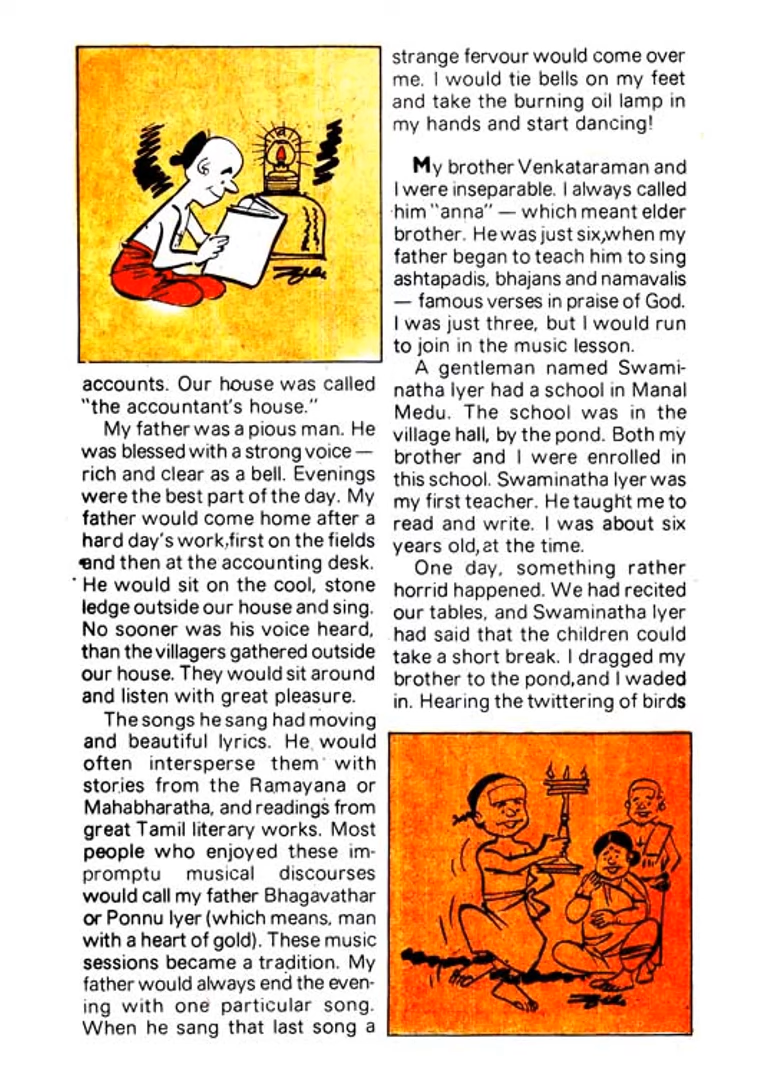 accounts. Our house was called
"the accountant's house."
My father was a pious man. He
was blessed with a strong voice —
rich and clear as a bell. Evenings
were the best part of the day. My
father would come home after a
hard day's work,first on the fields
and then at the accounting desk.
He would sit on the cool, stone
ledge outside our house and sing.
No sooner was his voice heard,
than the villagers gathered outside
our house. They would sit around
and listen with great pleasure.
The songs he sang had moving
and beautiful lyrics. He would
often intersperse them with
stories from the Ramayana or
Mahabharatha, and readings from
great Tamil literary works. Most
people who enjoyed these im-
promptu musical discourses
would call my father Bhagavathar
or Ponnu Iyer (which means, man
with a heart of gold). These music
sessions became a tradition. My
father would always end the even-
ing with one particular song.
When he sang that last song a
strange fervour would come over
me. I would tie bells on my feet
and take the burning oil lamp in
my hands and start dancing!
My brother Venkataraman and
I were inseparable. I always called
him "anna" — which meant elder
brother. He was just six,when my
father began to teach him to sing
ashtapadis, bhajans and namavalis
— famous verses in praise of God.
I was just three, but I would run
to join in the music lesson.
A gentleman named Swami-
natha Iyer had a school in Manal
Medu. The school was in the
village hall, by the pond. Both my
brother and I were enrolled in
this school. Swaminatha Iyer was
my first teacher. He taught me to
read and write. I was about six
years old,at the time.
One day, something rather
horrid happened. We had recited
our tables, and Swaminatha Iyer
had said that the children could
take a short break. I dragged my
brother to the pond,and I waded
in. Hearing the twittering of birds